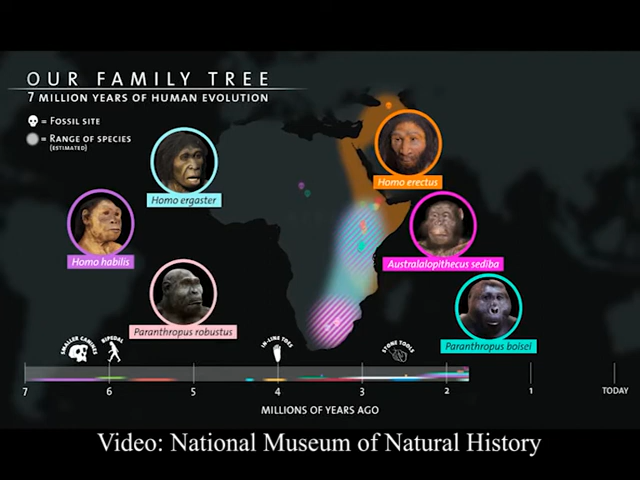 OUR FAMILY TREE
7 MILLION YEARS OF HUMAN EVOLUTION
= FOSSIL SITE
= RANGE OF SPECIES
(ESTIMATED)
Homo ergaster
Homo erectus
Homo habilis
Australalopithecus sediba
Paranthropus robustus
Paranthropus boisei
SMALLER CANINES
BIPEDAL
IN-LINE TOES
STONE TOOLS
7 6 5 4 3 2 1 TODAY
MILLIONS OF YEARS AGO
Video: National Museum of Natural History